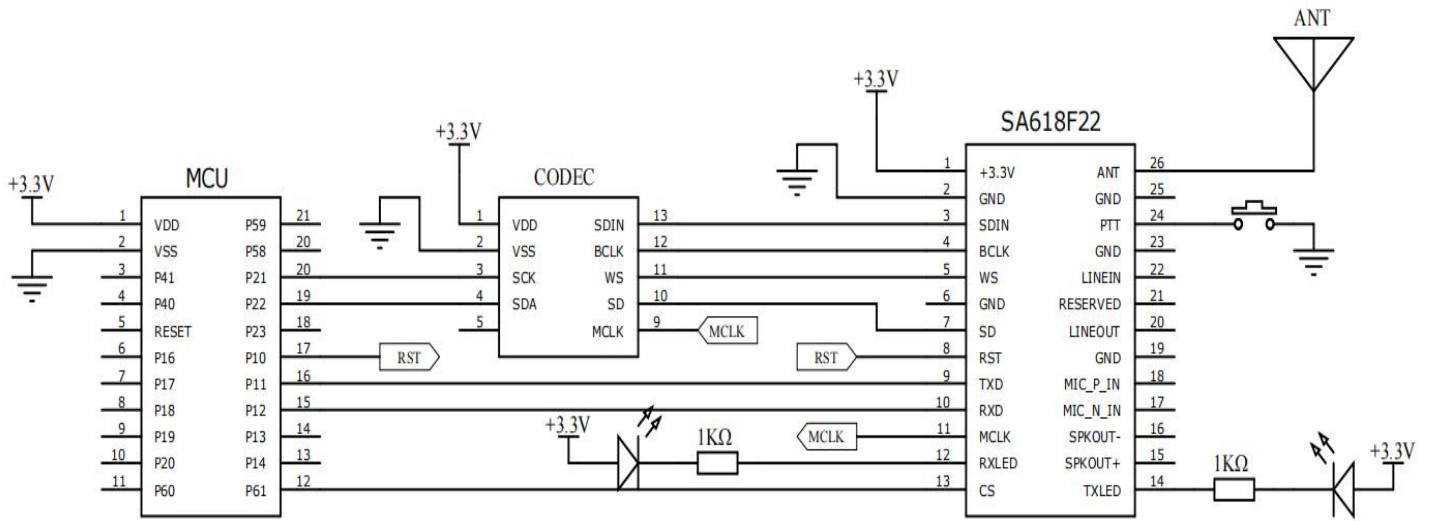 ANT
+3.3V
SA618F22
+3.3V
CODEC
MCU
+3.3V
1 VDD P59 21
2 VSS P58 20
3 P41 P21 20
4 P40 P22 19
5 RESET P23 18
6 P16 P10 17
7 P17 P11 16
8 P18 P12 15
9 P19 P13 14
10 P20 P14 13
11 P60 P61 12
RST
1 VDD SDIN 13
2 VSS BCLK 12
3 SCK WS 11
4 SDA SD 10
5 MCLK 9
MCLK
RST
MCLK
+3.3V
1KΩ
1 +3.3V ANT 26
2 GND GND 25
3 SDIN PTT 24
4 BCLK GND 23
5 WS LINEIN 22
6 GND RESERVED 21
7 SD LINEOUT 20
8 RST GND 19
9 TXD MIC_P_IN 18
10 RXD MIC_N_IN 17
11 MCLK SPKOUT- 16
12 RXLED SPKOUT+ 15
13 CS TXLED 14
1KΩ
+3.3V